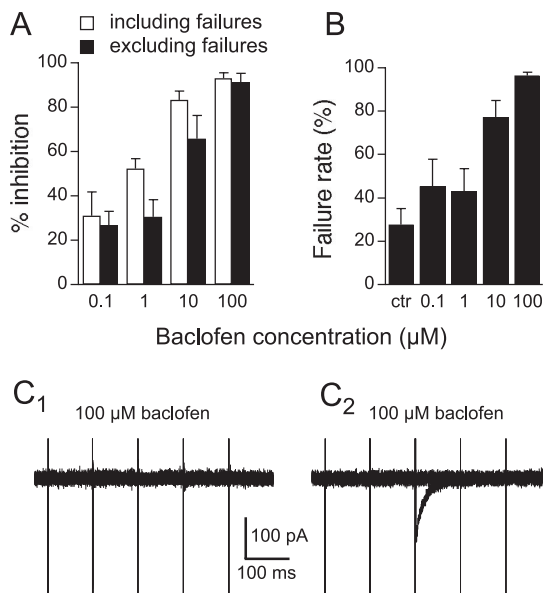 A
including failures
excluding failures
% inhibition
100
80
60
40
20
0
0.1 1 10 100
B
Failure rate (%)
100
80
60
40
20
0
ctr 0.1 1 10 100
Baclofen concentration (µM)
C1
100 µM baclofen
C2
100 µM baclofen
100 pA
100 ms